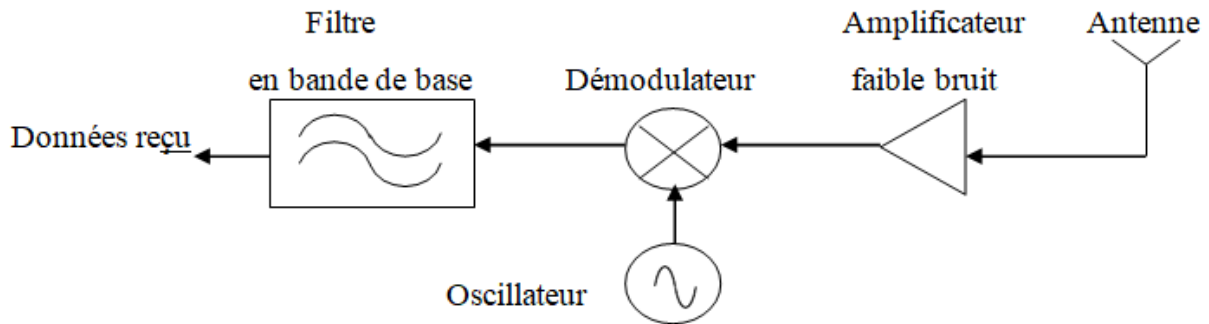 Filtre
en bande de base
Démodulateur
Amplificateur
faible bruit
Antenne
Données reçu
Oscillateur